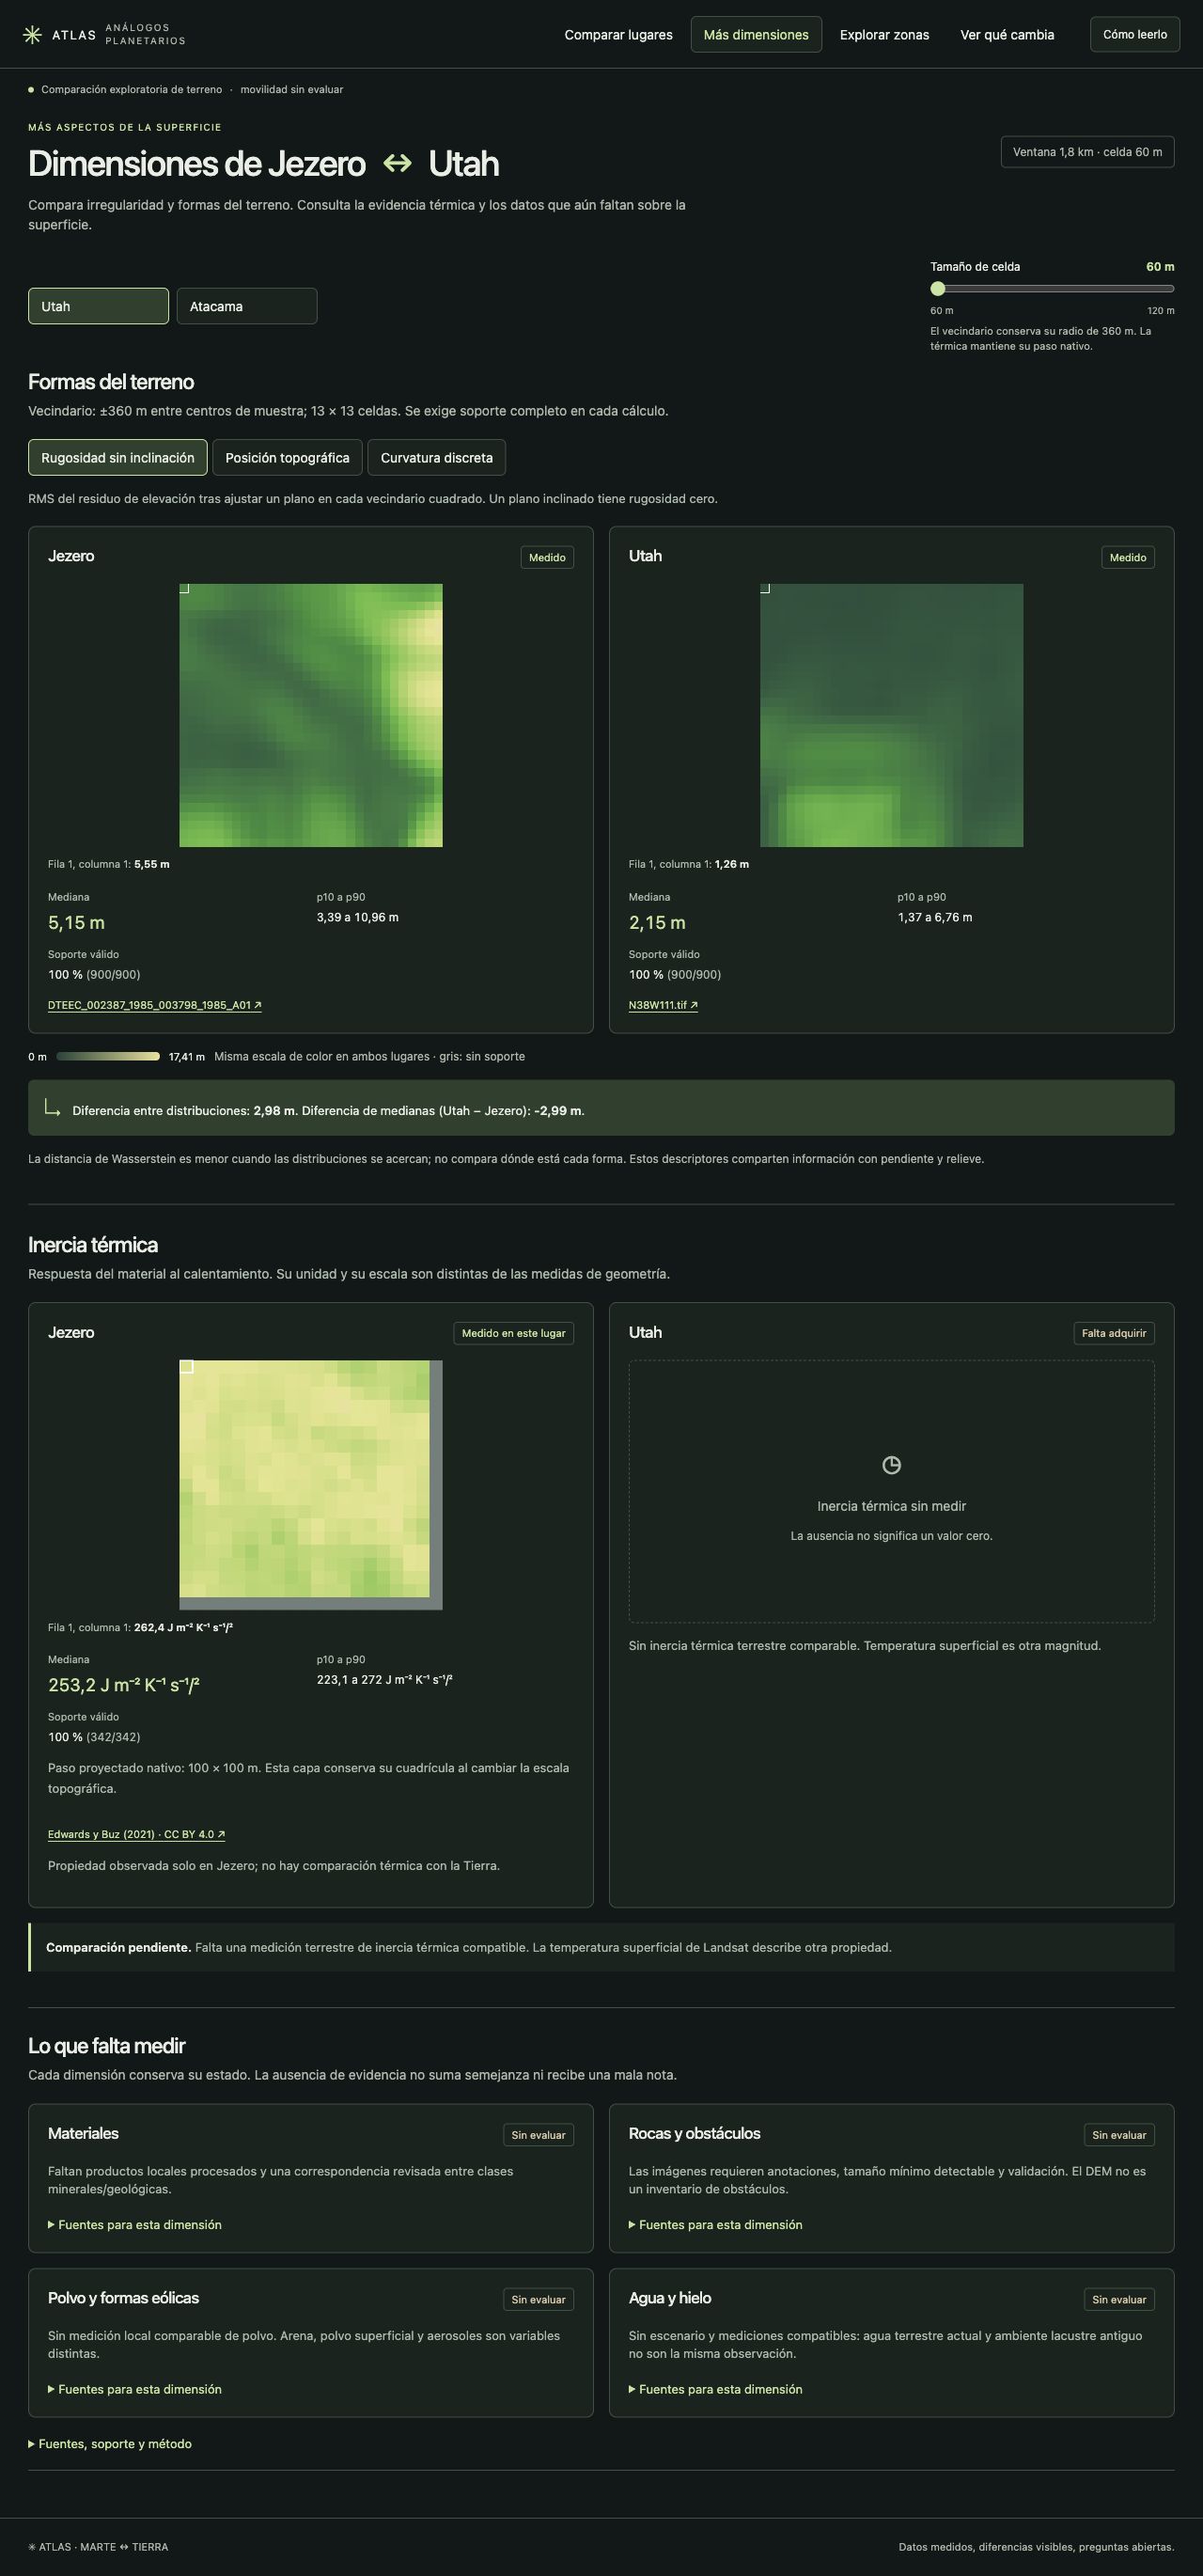 ATLAS
ANÁLOGOS
PLANETARIOS
Comparar lugares
Más dimensiones
Explorar zonas
Ver qué cambia
Cómo leerlo
Comparación exploratoria de terreno · movilidad sin evaluar
MÁS ASPECTOS DE LA SUPERFICIE
Dimensiones de Jezero ↔ Utah
Ventana 1,8 km · celda 60 m
Compara irregularidad y formas del terreno. Consulta la evidencia térmica y los datos que aún faltan sobre la
superficie.
Utah
Atacama
Tamaño de celda
60 m
60 m
120 m
El vecindario conserva su radio de 360 m. La
térmica mantiene su paso nativo.
Formas del terreno
Vecindario: ±360 m entre centros de muestra; 13 × 13 celdas. Se exige soporte completo en cada cálculo.
Rugosidad sin inclinación
Posición topográfica
Curvatura discreta
RMS del residuo de elevación tras ajustar un plano en cada vecindario cuadrado. Un plano inclinado tiene rugosidad cero.
Jezero
Medido
Fila 1, columna 1: 5,55 m
Mediana
5,15 m
p10 a p90
3,39 a 10,96 m
Soporte válido
100 % (900/900)
DTEEC_002387_1985_003798_1985_A01 ↗
Utah
Medido
Fila 1, columna 1: 1,26 m
Mediana
2,15 m
p10 a p90
1,37 a 6,76 m
Soporte válido
100 % (900/900)
N38W111.tif ↗
0 m
17,41 m
Misma escala de color en ambos lugares · gris: sin soporte
Diferencia entre distribuciones: 2,98 m. Diferencia de medianas (Utah − Jezero): -2,99 m.
La distancia de Wasserstein es menor cuando las distribuciones se acercan; no compara dónde está cada forma. Estos descriptores comparten información con pendiente y relieve.
Inercia térmica
Respuesta del material al calentamiento. Su unidad y su escala son distintas de las medidas de geometría.
Jezero
Medido en este lugar
Fila 1, columna 1: 262,4 J m⁻² K⁻¹ s⁻¹/²
Mediana
253,2 J m⁻² K⁻¹ s⁻¹/²
p10 a p90
223,1 a 272 J m⁻² K⁻¹ s⁻¹/²
Soporte válido
100 % (342/342)
Paso proyectado nativo: 100 × 100 m. Esta capa conserva su cuadrícula al cambiar la escala
topográfica.
Edwards y Buz (2021) · CC BY 4.0 ↗
Propiedad observada solo en Jezero; no hay comparación térmica con la Tierra.
Utah
Falta adquirir
Inercia térmica sin medir
La ausencia no significa un valor cero.
Sin inercia térmica terrestre comparable. Temperatura superficial es otra magnitud.
Comparación pendiente. Falta una medición terrestre de inercia térmica compatible. La temperatura superficial de Landsat describe otra propiedad.
Lo que falta medir
Cada dimensión conserva su estado. La ausencia de evidencia no suma semejanza ni recibe una mala nota.
Materiales
Sin evaluar
Faltan productos locales procesados y una correspondencia revisada entre clases
minerales/geológicas.
▶ Fuentes para esta dimensión
Rocas y obstáculos
Sin evaluar
Las imágenes requieren anotaciones, tamaño mínimo detectable y validación. El DEM no es
un inventario de obstáculos.
▶ Fuentes para esta dimensión
Polvo y formas eólicas
Sin evaluar
Sin medición local comparable de polvo. Arena, polvo superficial y aerosoles son variables
distintas.
▶ Fuentes para esta dimensión
Agua y hielo
Sin evaluar
Sin escenario y mediciones compatibles: agua terrestre actual y ambiente lacustre antiguo
no son la misma observación.
▶ Fuentes para esta dimensión
▶ Fuentes, soporte y método
✳ ATLAS · MARTE ↔ TIERRA
Datos medidos, diferencias visibles, preguntas abiertas.